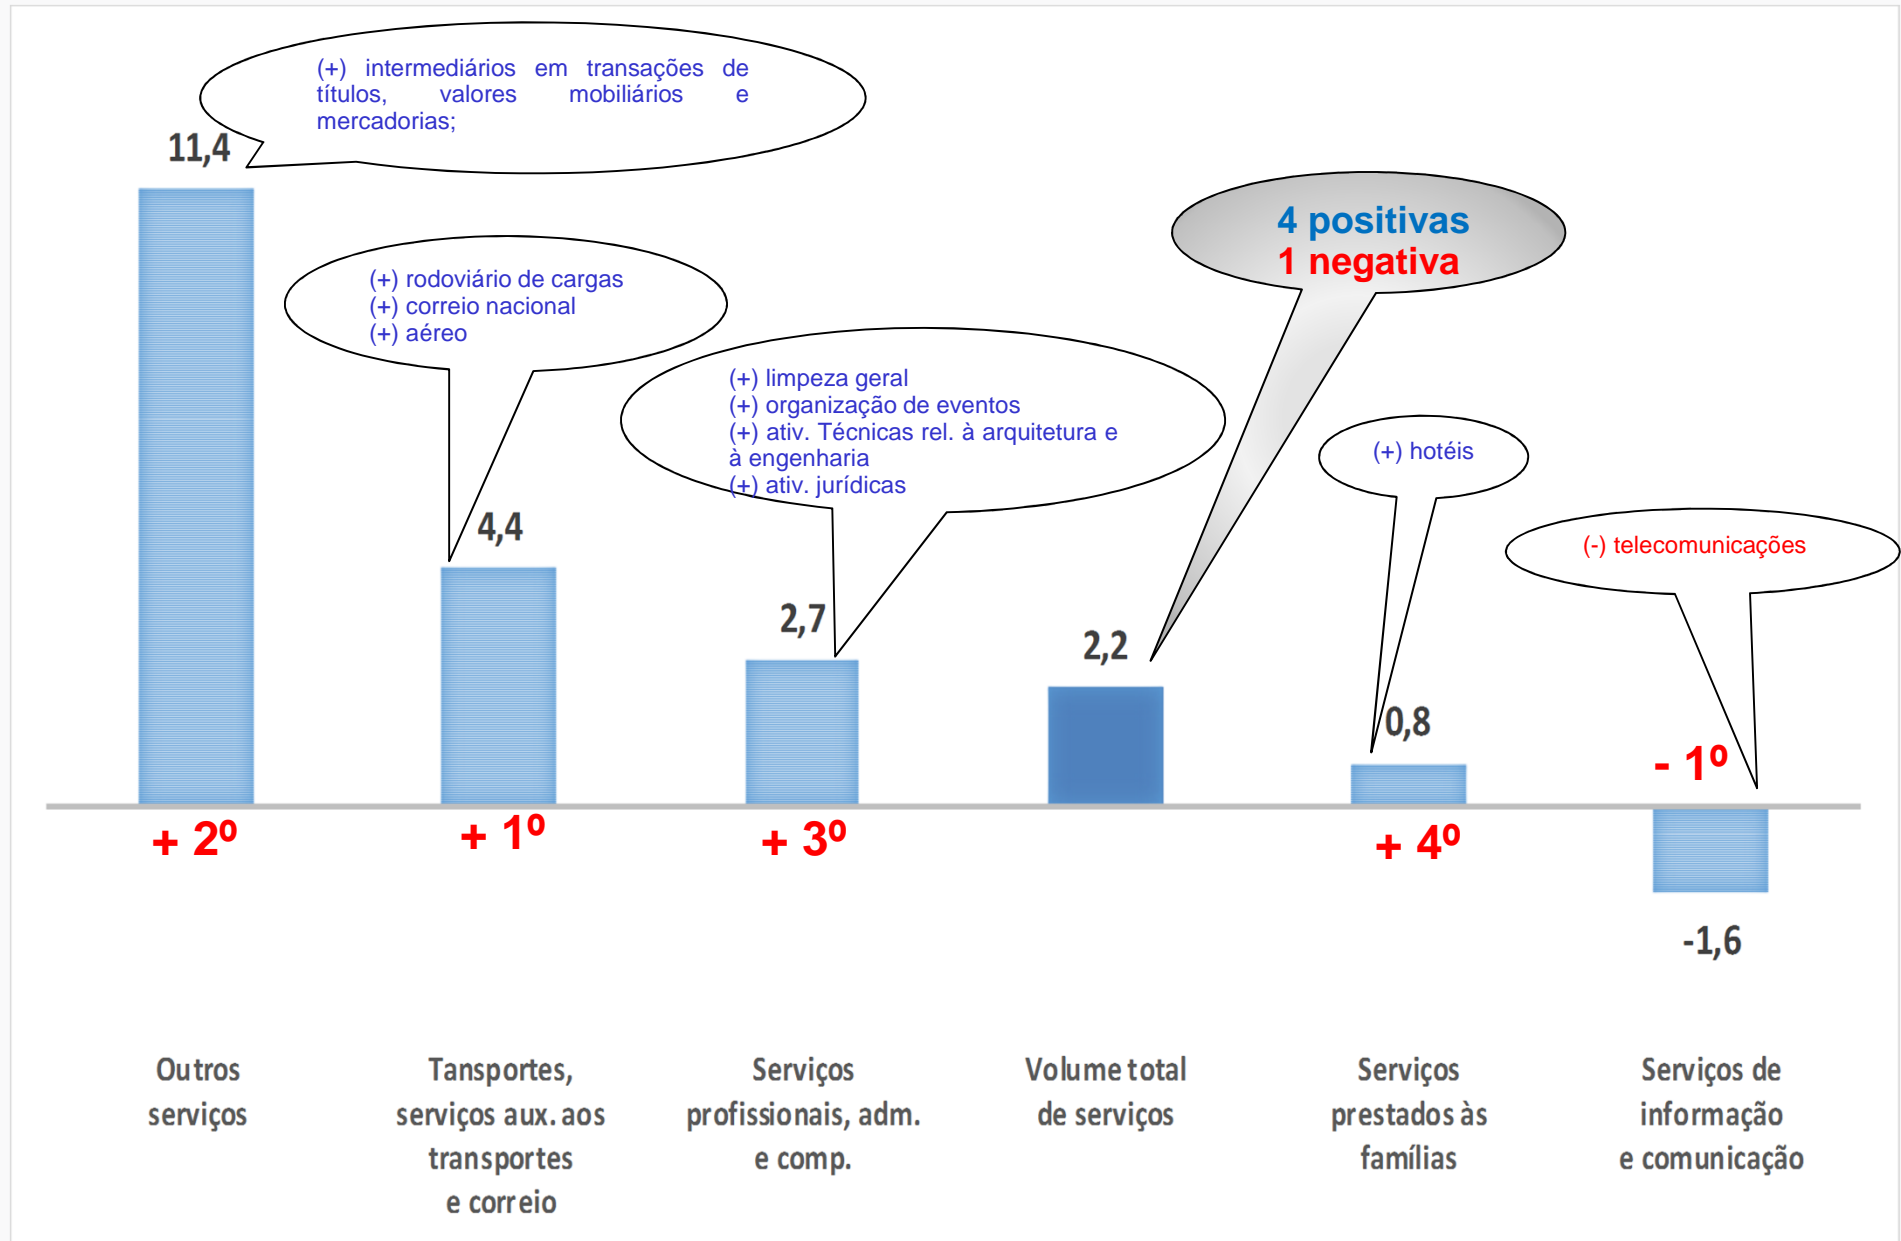 (+) intermediários em transações de
títulos, valores mobiliários e
mercadorias;
11,4
4 positivas
1 negativa
(+) rodoviário de cargas
(+) correio nacional
(+) aéreo
(+) limpeza geral
(+) organização de eventos
(+) ativ. Técnicas rel. à arquitetura e
à engenharia
(+) ativ. jurídicas
(+) hotéis
(-) telecomunicações
4,4
2,7
2,2
0,8
- 1º
+ 2º
+ 1º
+ 3º
+ 4º
-1,6
Outros
serviços
Tansportes,
serviços aux. aos
transportes
e correio
Serviços
profissionais, adm.
e comp.
Volume total
de serviços
Serviços
prestados às
famílias
Serviços de
informação
e comunicação